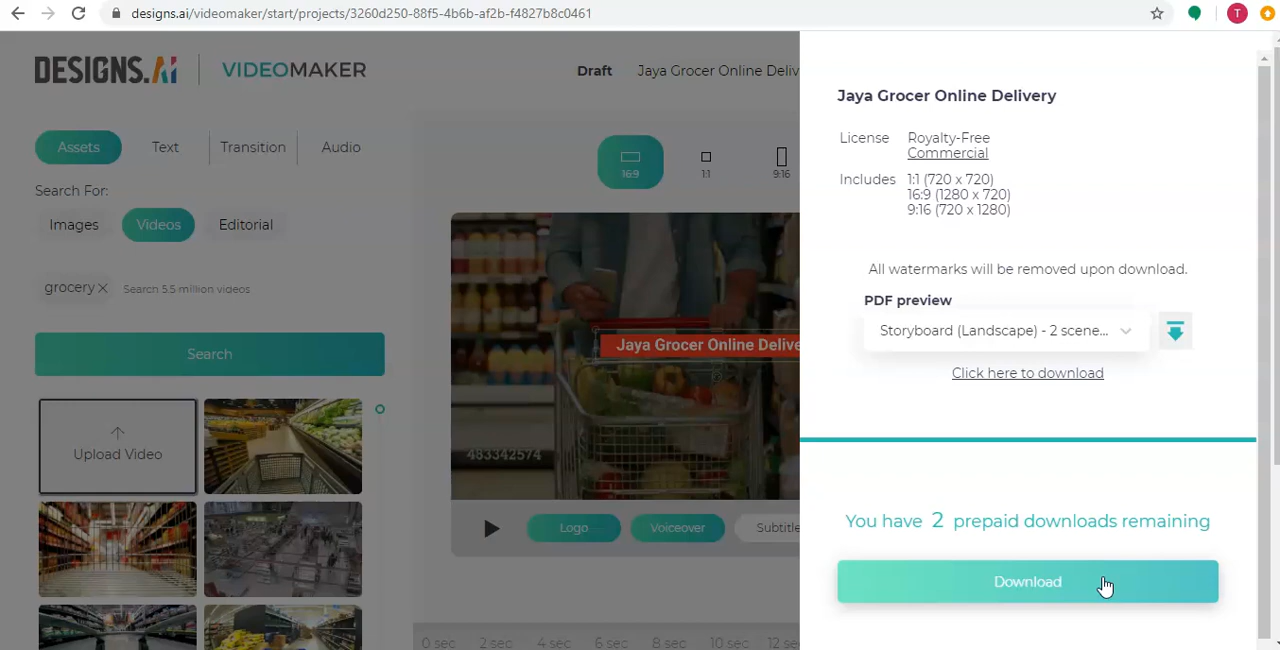 designs.ai/videomaker/start/projects/3260d250-88f5-4b6b-af2b-f4827b8c0461
T
DESIGNS.AI
VIDEOMAKER
Draft
Jaya Grocer Online Deliv
Assets
Text
Transition
Audio
Search For:
Images
Videos
Editorial
grocery
Search 5.5 million videos
Search
Upload Video
16:9
1:1
9:16
Jaya Grocer Online Delive
483342574
Logo
Voiceover
Subtitle
0 sec 2 sec 4 sec 6 sec 8 sec 10 sec 12 sec
Jaya Grocer Online Delivery
License Royalty-Free
Commercial
Includes 1:1 (720 x 720)
16:9 (1280 x 720)
9:16 (720 x 1280)
All watermarks will be removed upon download.
PDF preview
Storyboard (Landscape) - 2 scene...
Click here to download
You have 2 prepaid downloads remaining
Download